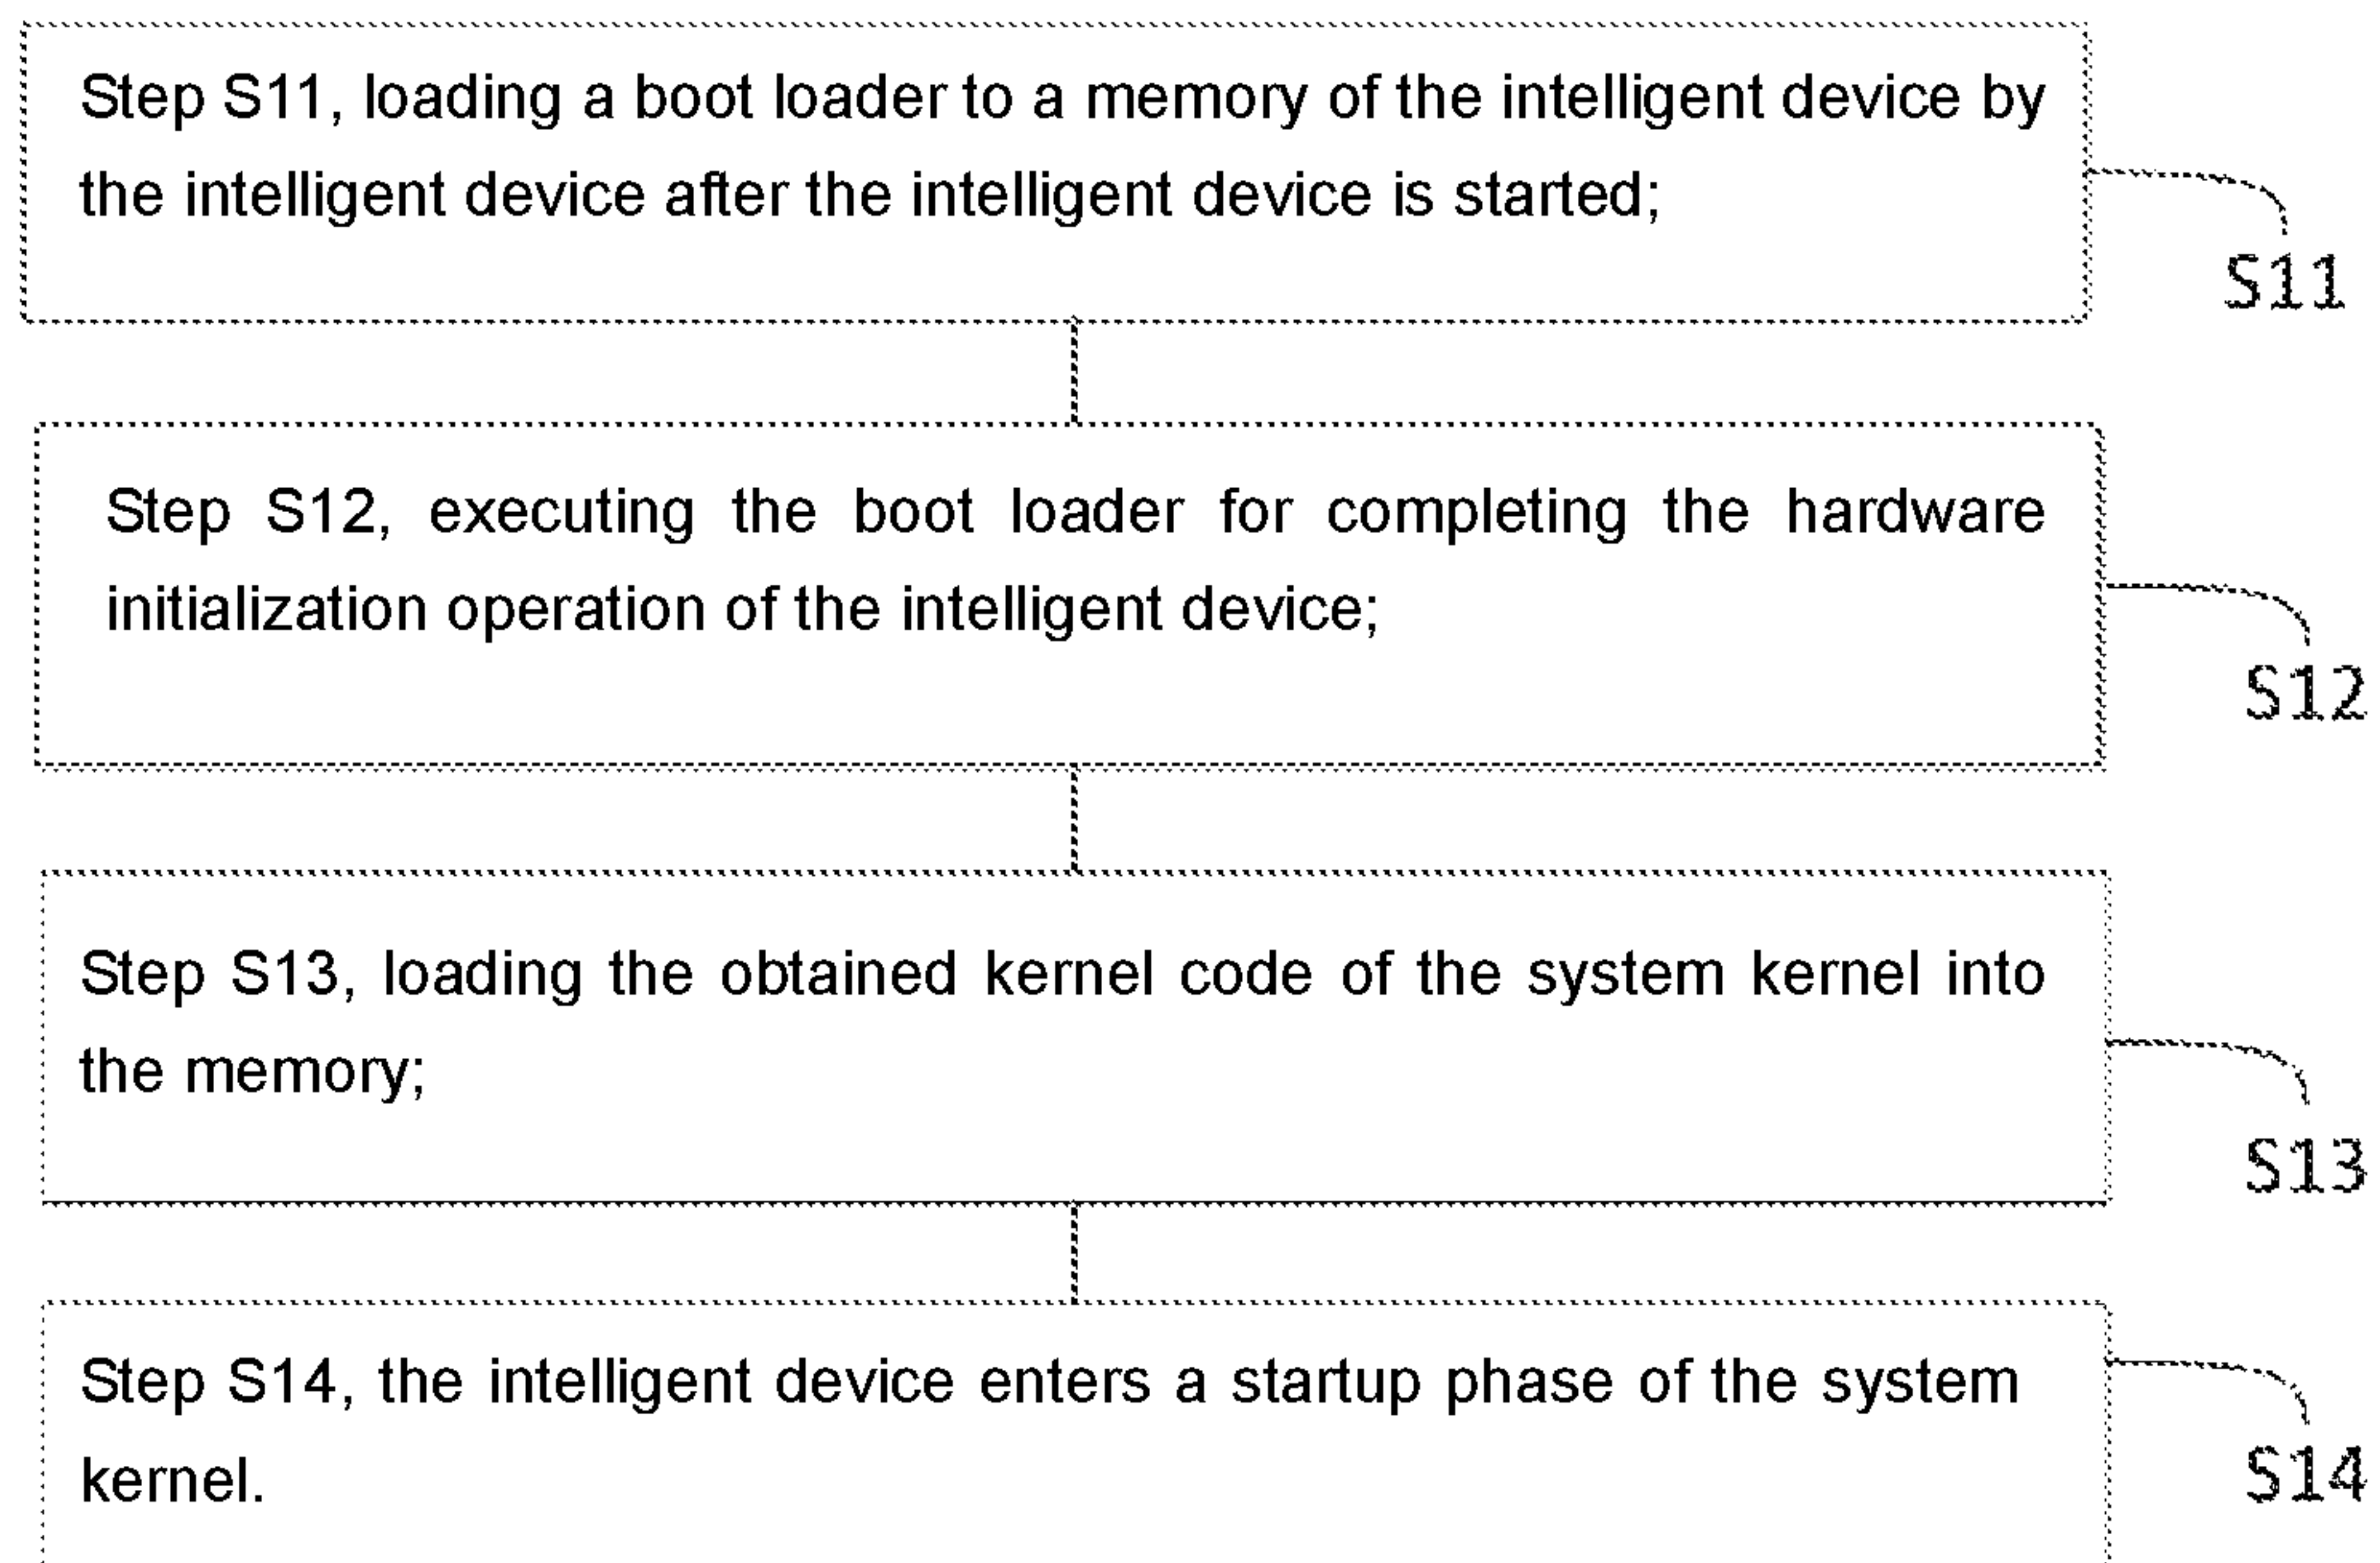 Step S11, loading a boot loader to a memory of the intelligent device by
the intelligent device after the intelligent device is started;
S11
Step S12, executing the boot loader for completing the hardware
initialization operation of the intelligent device;
S12
Step S13, loading the obtained kernel code of the system kernel into
the memory;
S13
Step S14, the intelligent device enters a startup phase of the system
kernel.
S14